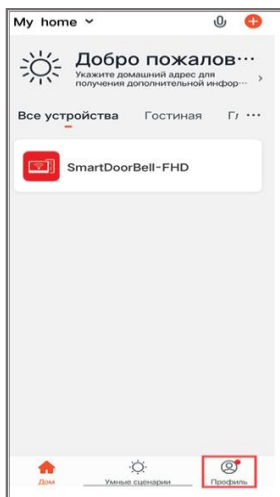 My home
Добро пожалов...
Укажите домашний адрес для
получения дополнительной инфор...
Все устройства Гостиная Гл ...
SmartDoorBell-FHD
Дом Умные сценарии Профиль